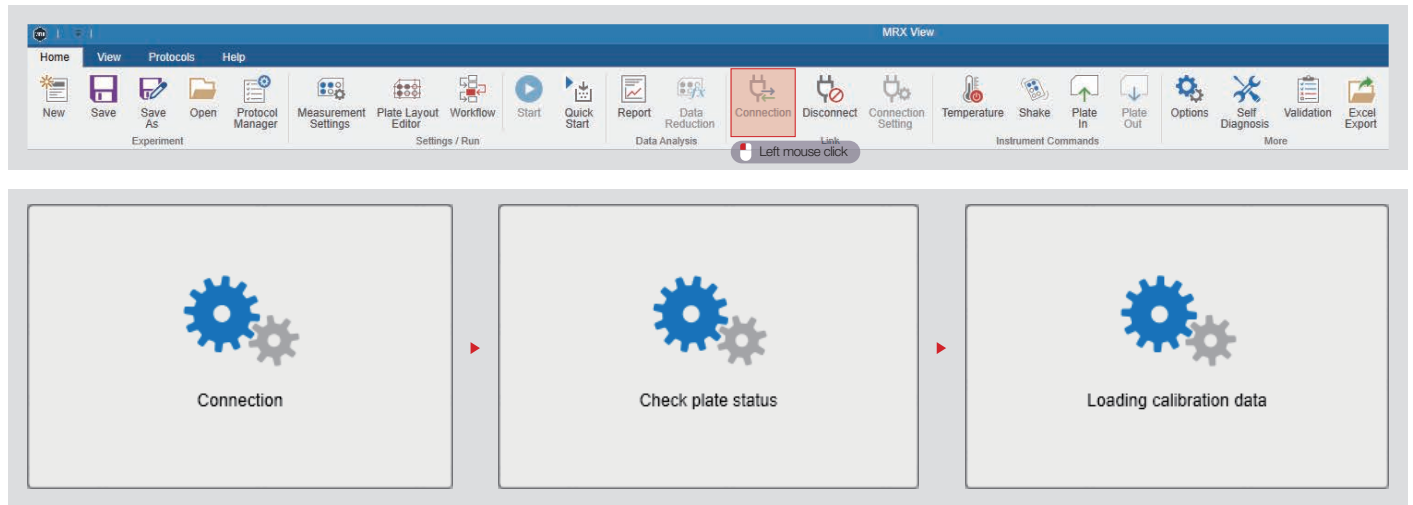 MRX View
Home View Protocols Help
New Save Save As Open Protocol Manager Measurement Settings Plate Layout Editor Workflow Start Quick Start Report Data Reduction Connection Disconnect Connection Setting Temperature Shake Plate In Plate Out Options Self Diagnosis Validation Excel Export
Experiment Settings / Run Data Analysis Link Instrument Commands More
Left mouse click
Connection Check plate status Loading calibration data